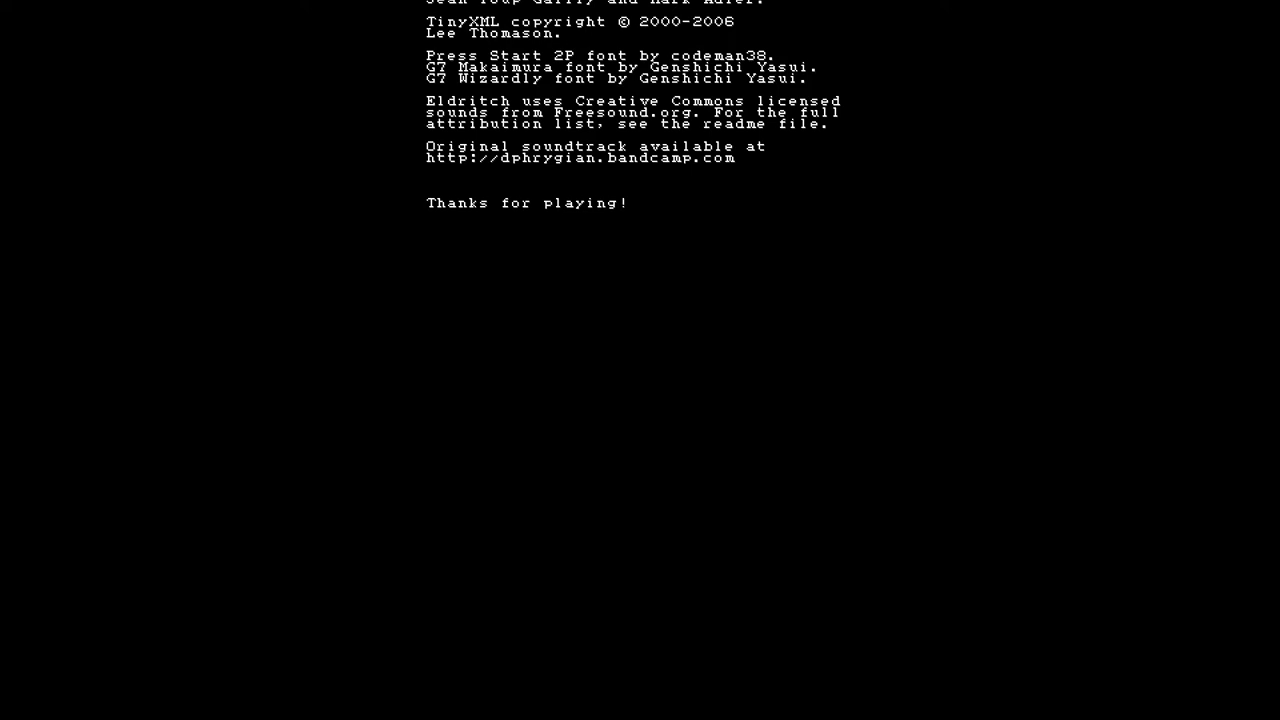 TinyXML copyright © 2000-2006
Lee Thomason.
Press Start 2P font by codeman38.
G7 Makaimura font by Genshichi Yasui.
G7 Wizardly font by Genshichi Yasui.
Eldritch uses Creative Commons licensed
sounds from Freesound.org. For the full
attribution list, see the readme file.
Original soundtrack available at
http://dphrygian.bandcamp.com
Thanks for playing!